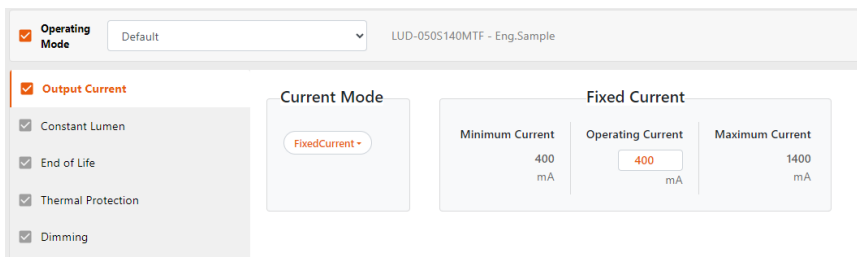 Operating Mode
Default
LUD-050S140MTF - Eng.Sample
Output Current
Constant Lumen
End of Life
Thermal Protection
Dimming
Current Mode
FixedCurrent
Fixed Current
Minimum Current
400
mA
Operating Current
400
mA
Maximum Current
1400
mA